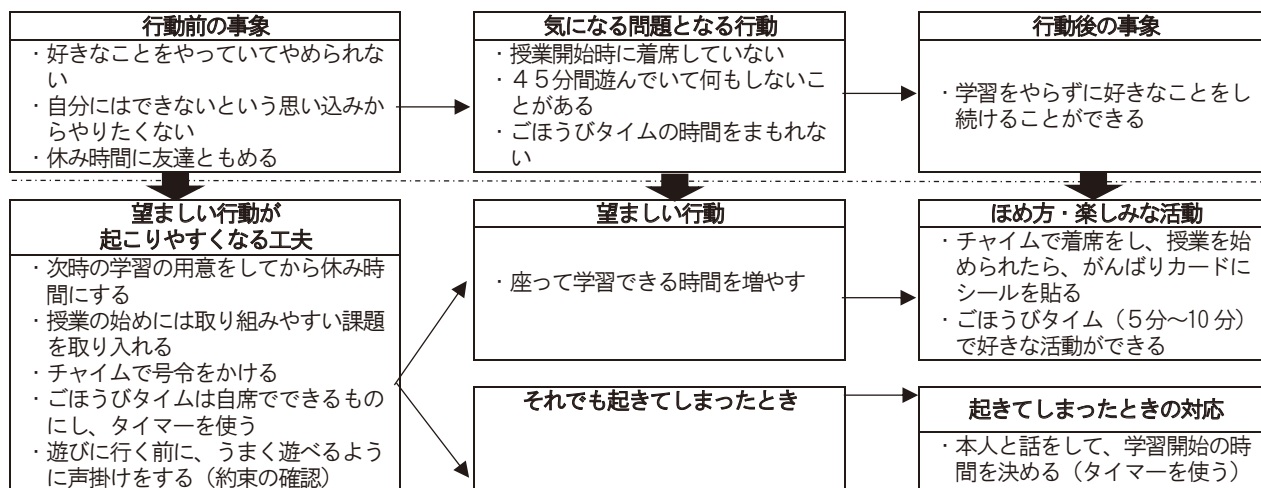 行動前の事象
・好きなことをやっていてやめられな
い
・自分にはできないという思い込みか
らやりたくない
・休み時間に友達ともめる
気になる問題となる行動
・授業開始時に着席していない
・４５分間遊んでいて何もしないこ
とがある
・ごほうびタイムの時間をまもれな
い
行動後の事象
・学習をやらずに好きなことをし
続けることができる
望ましい行動が
起こりやすくなる工夫
・次時の学習の用意をしてから休み時
間にする
・授業の始めには取り組みやすい課題
を取り入れる
・チャイムで号令をかける
・ごほうびタイムは自席でできるもの
にし、タイマーを使う
・遊びに行く前に、うまく遊べるよう
に声掛けをする（約束の確認）
望ましい行動
・座って学習できる時間を増やす
ほめ方・楽しみな活動
・チャイムで着席をし、授業を始
められたら、がんばりカードに
シールを貼る
・ごほうびタイム（５分～10 分）
で好きな活動ができる
それでも起きてしまったとき
起きてしまったときの対応
・本人と話をして、学習開始の時
間を決める（タイマーを使う）